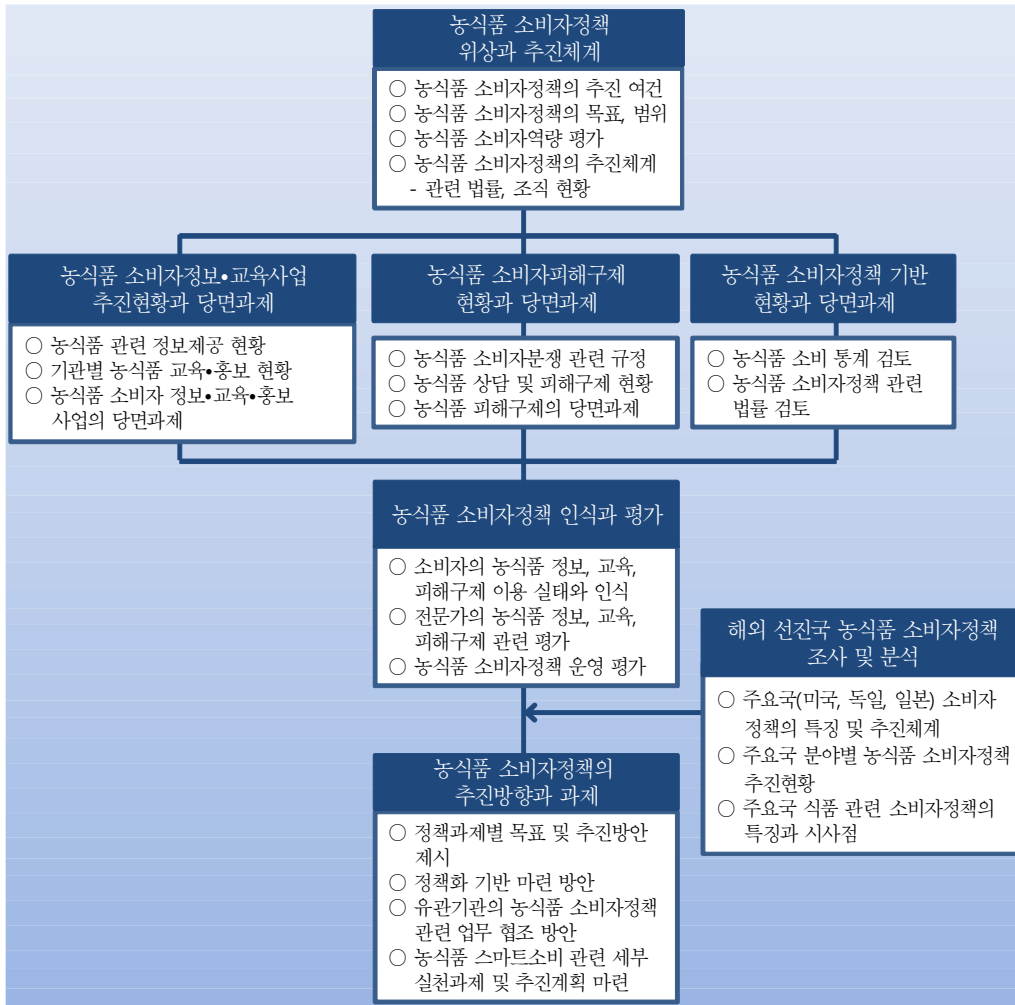 농식품 소비자정책
위상과 추진체계
○ 농식품 소비자정책의 추진 여건
○ 농식품 소비자정책의 목표, 범위
○ 농식품 소비자역량 평가
○ 농식품 소비자정책의 추진체계
- 관련 법률, 조직 현황
농식품 소비자정보•교육사업
추진현황과 당면과제
○ 농식품 관련 정보제공 현황
○ 기관별 농식품 교육•홍보 현황
○ 농식품 소비자 정보•교육•홍보
사업의 당면과제
농식품 소비자피해구제
현황과 당면과제
○ 농식품 소비자분쟁 관련 규정
○ 농식품 상담 및 피해구제 현황
○ 농식품 피해구제의 당면과제
농식품 소비자정책 기반
현황과 당면과제
○ 농식품 소비 통계 검토
○ 농식품 소비자정책 관련
법률 검토
농식품 소비자정책 인식과 평가
○ 소비자의 농식품 정보, 교육,
피해구제 이용 실태와 인식
○ 전문가의 농식품 정보, 교육,
피해구제 관련 평가
○ 농식품 소비자정책 운영 평가
해외 선진국 농식품 소비자정책
조사 및 분석
○ 주요국(미국, 독일, 일본) 소비자
정책의 특징 및 추진체계
○ 주요국 분야별 농식품 소비자정책
추진현황
○ 주요국 식품 관련 소비자정책의
특징과 시사점
농식품 소비자정책의
추진방향과 과제
○ 정책과제별 목표 및 추진방안
제시
○ 정책화 기반 마련 방안
○ 유관기관의 농식품 소비자정책
관련 업무 협조 방안
○ 농식품 스마트소비 관련 세부
실천과제 및 추진계획 마련